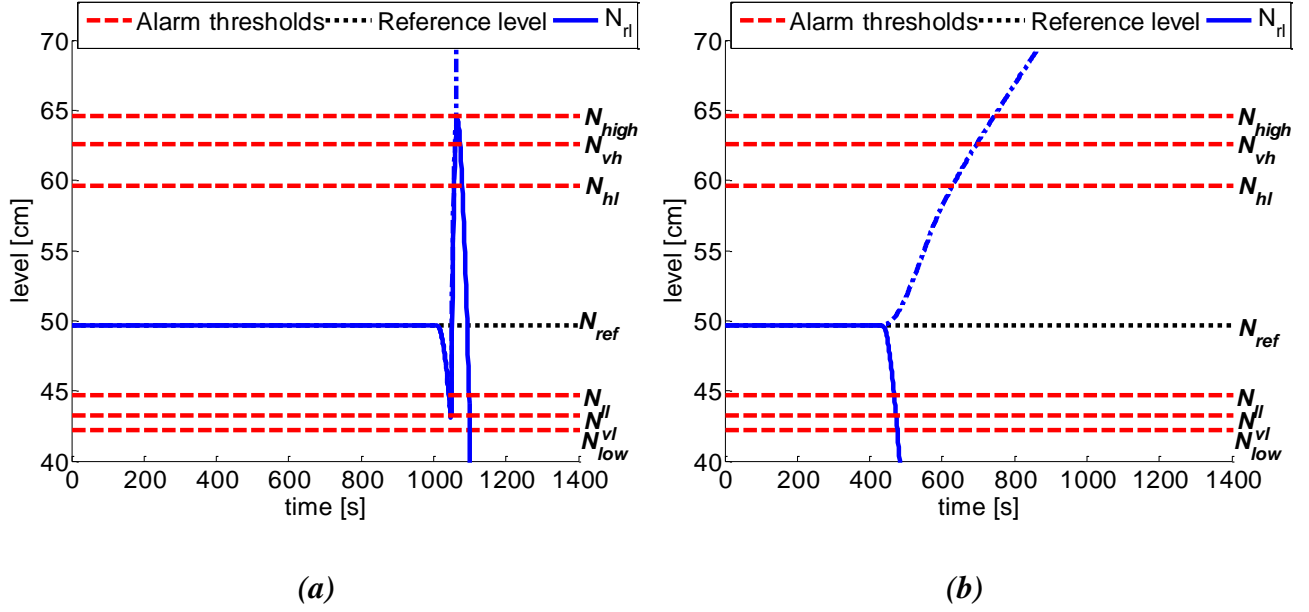 Alarm thresholds Reference level N_rl
Alarm thresholds Reference level N_rl
70
65
60
55
50
45
40
level [cm]
N_high
N_vh
N_hl
N_ref
N_ll
N_vl
N_low
0 200 400 600 800 1000 1200 1400
time [s]
70
65
60
55
50
45
40
level [cm]
N_high
N_vh
N_hl
N_ref
N_ll
N_vl
N_low
0 200 400 600 800 1000 1200 1400
time [s]
(a)
(b)